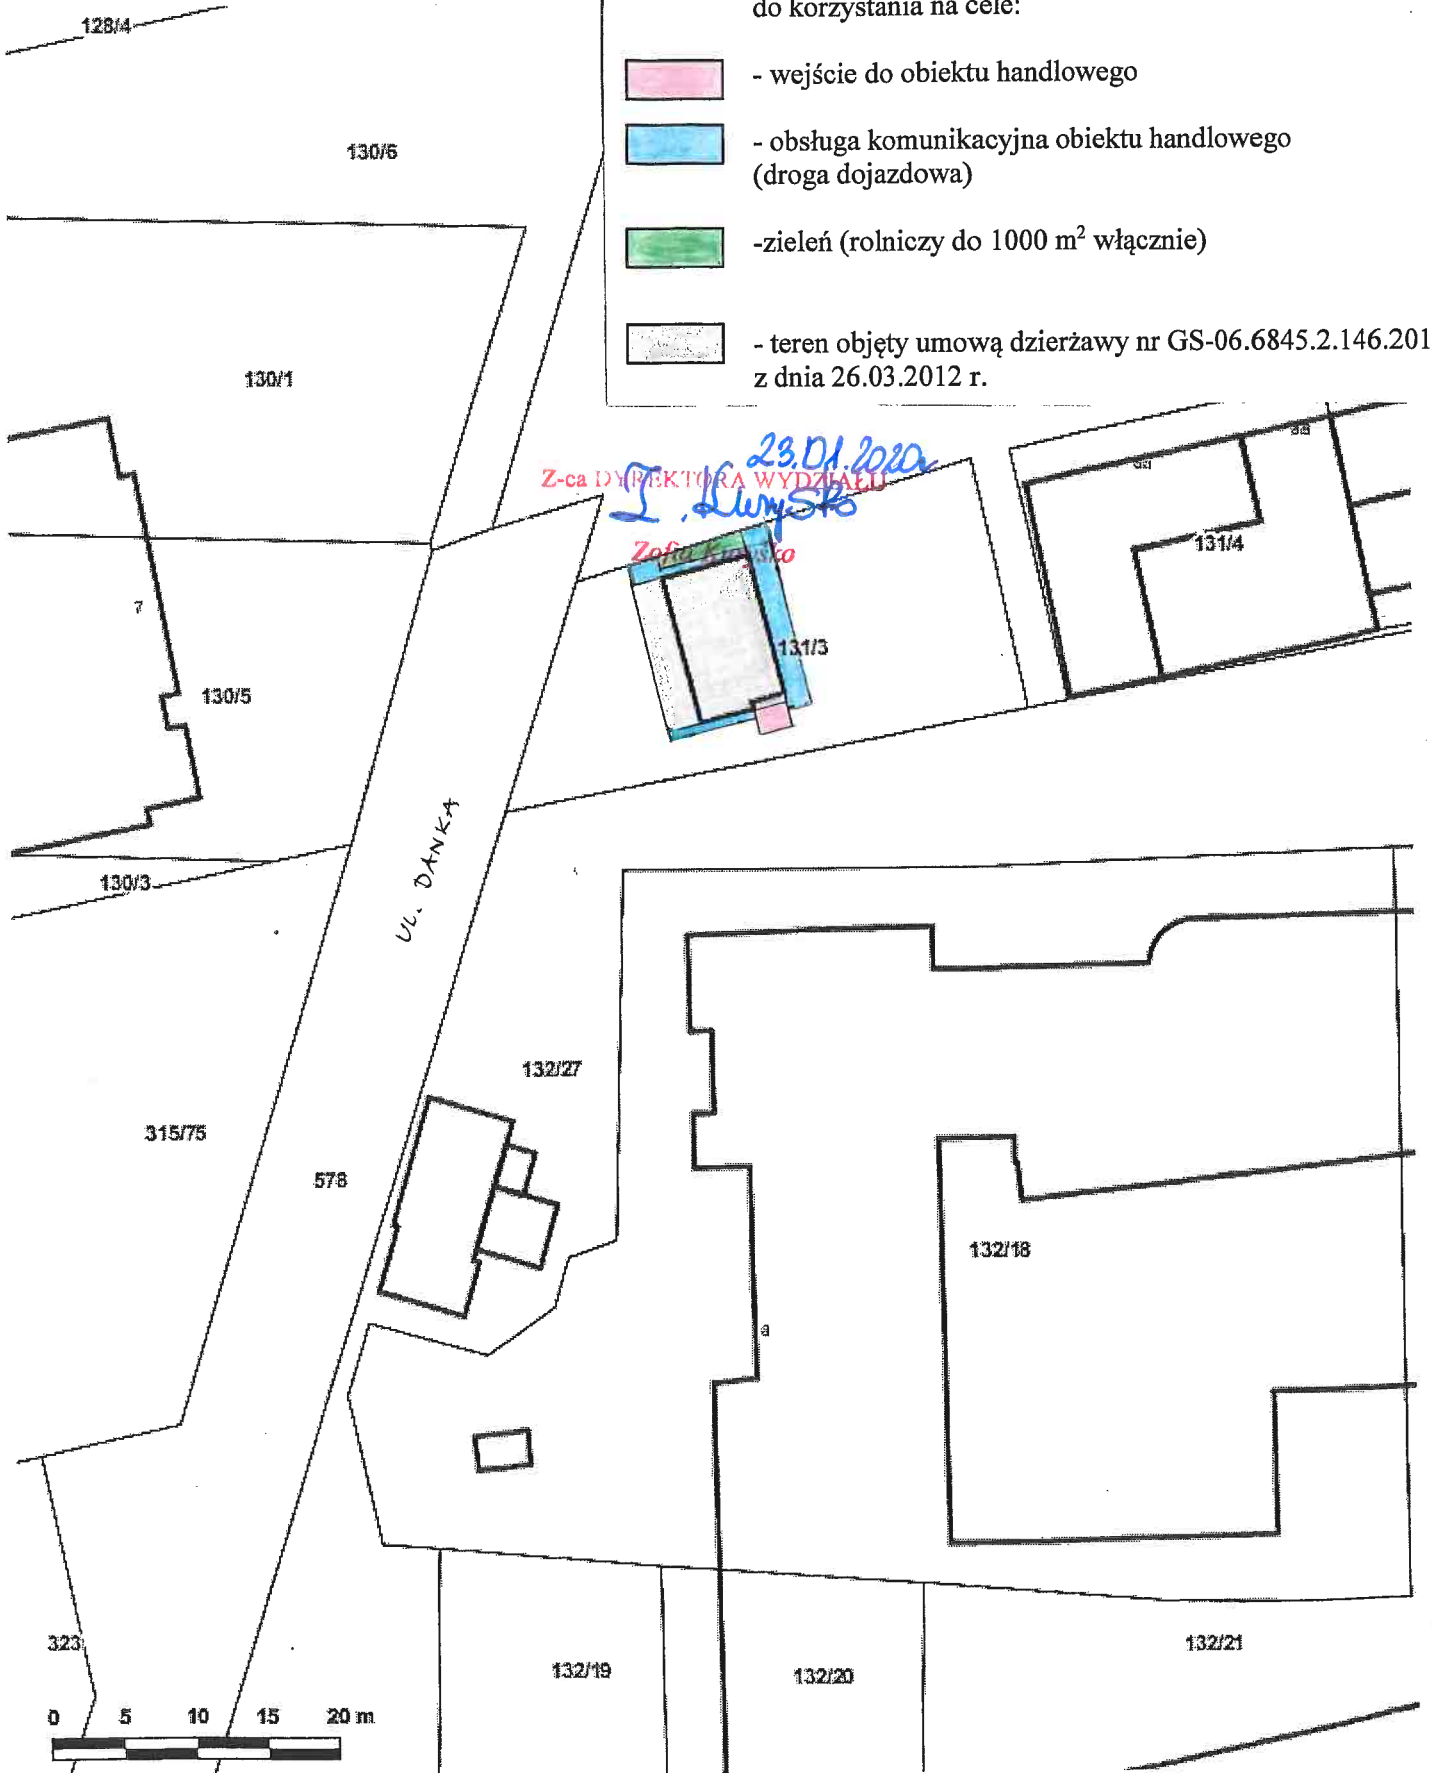 do korzystania na cele:
- wejście do obiektu handlowego
- obsługa komunikacyjna obiektu handlowego
(droga dojazdowa)
-zieleń (rolniczy do 1000 m² włącznie)
- teren objęty umową dzierżawy nr GS-06.6845.2.146.201
z dnia 26.03.2012 r.
128/4
130/6
130/1
23.01.2020r
Z-ca DYREKTORA WYDZIAŁU
Zofia
131/4
7
131/3
130/5
UL. DANKA
130/3
132/27
315/75
578
132/18
a
323
132/19
132/20
132/21
0 5 10 15 20 m